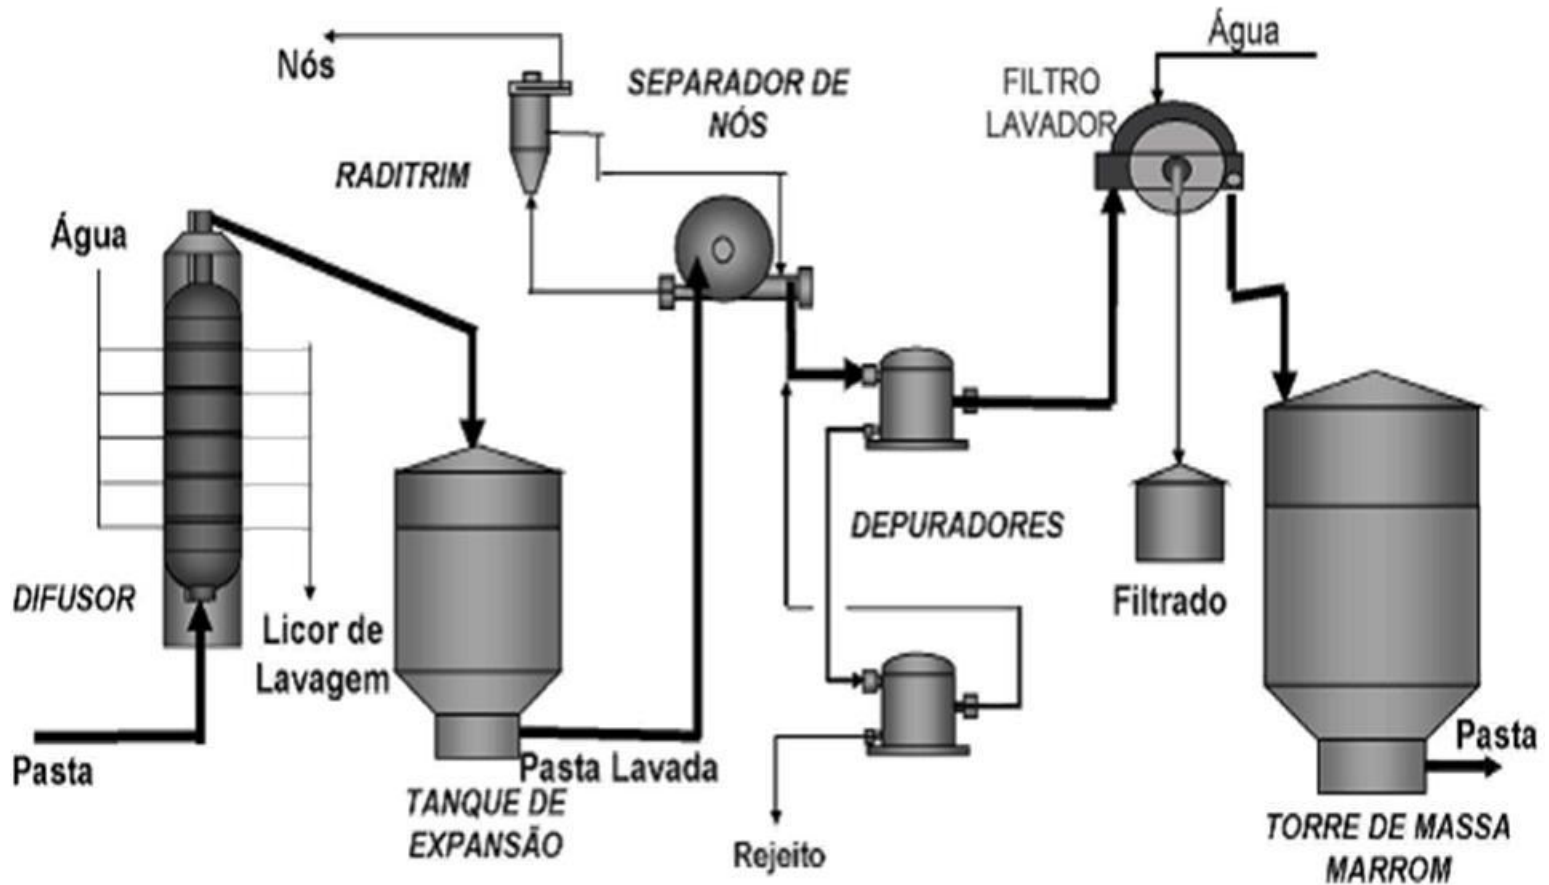 Água
Nós
SEPARADOR DE
NÓS
FILTRO
LAVADOR
RADITRIM
Água
DIFUSOR
Licor de
Lavagem
DEPURADORES
Filtrado
Pasta
Pasta Lavada
TANQUE DE
EXPANSÃO
Rejeito
Pasta
TORRE DE MASSA
MARROM